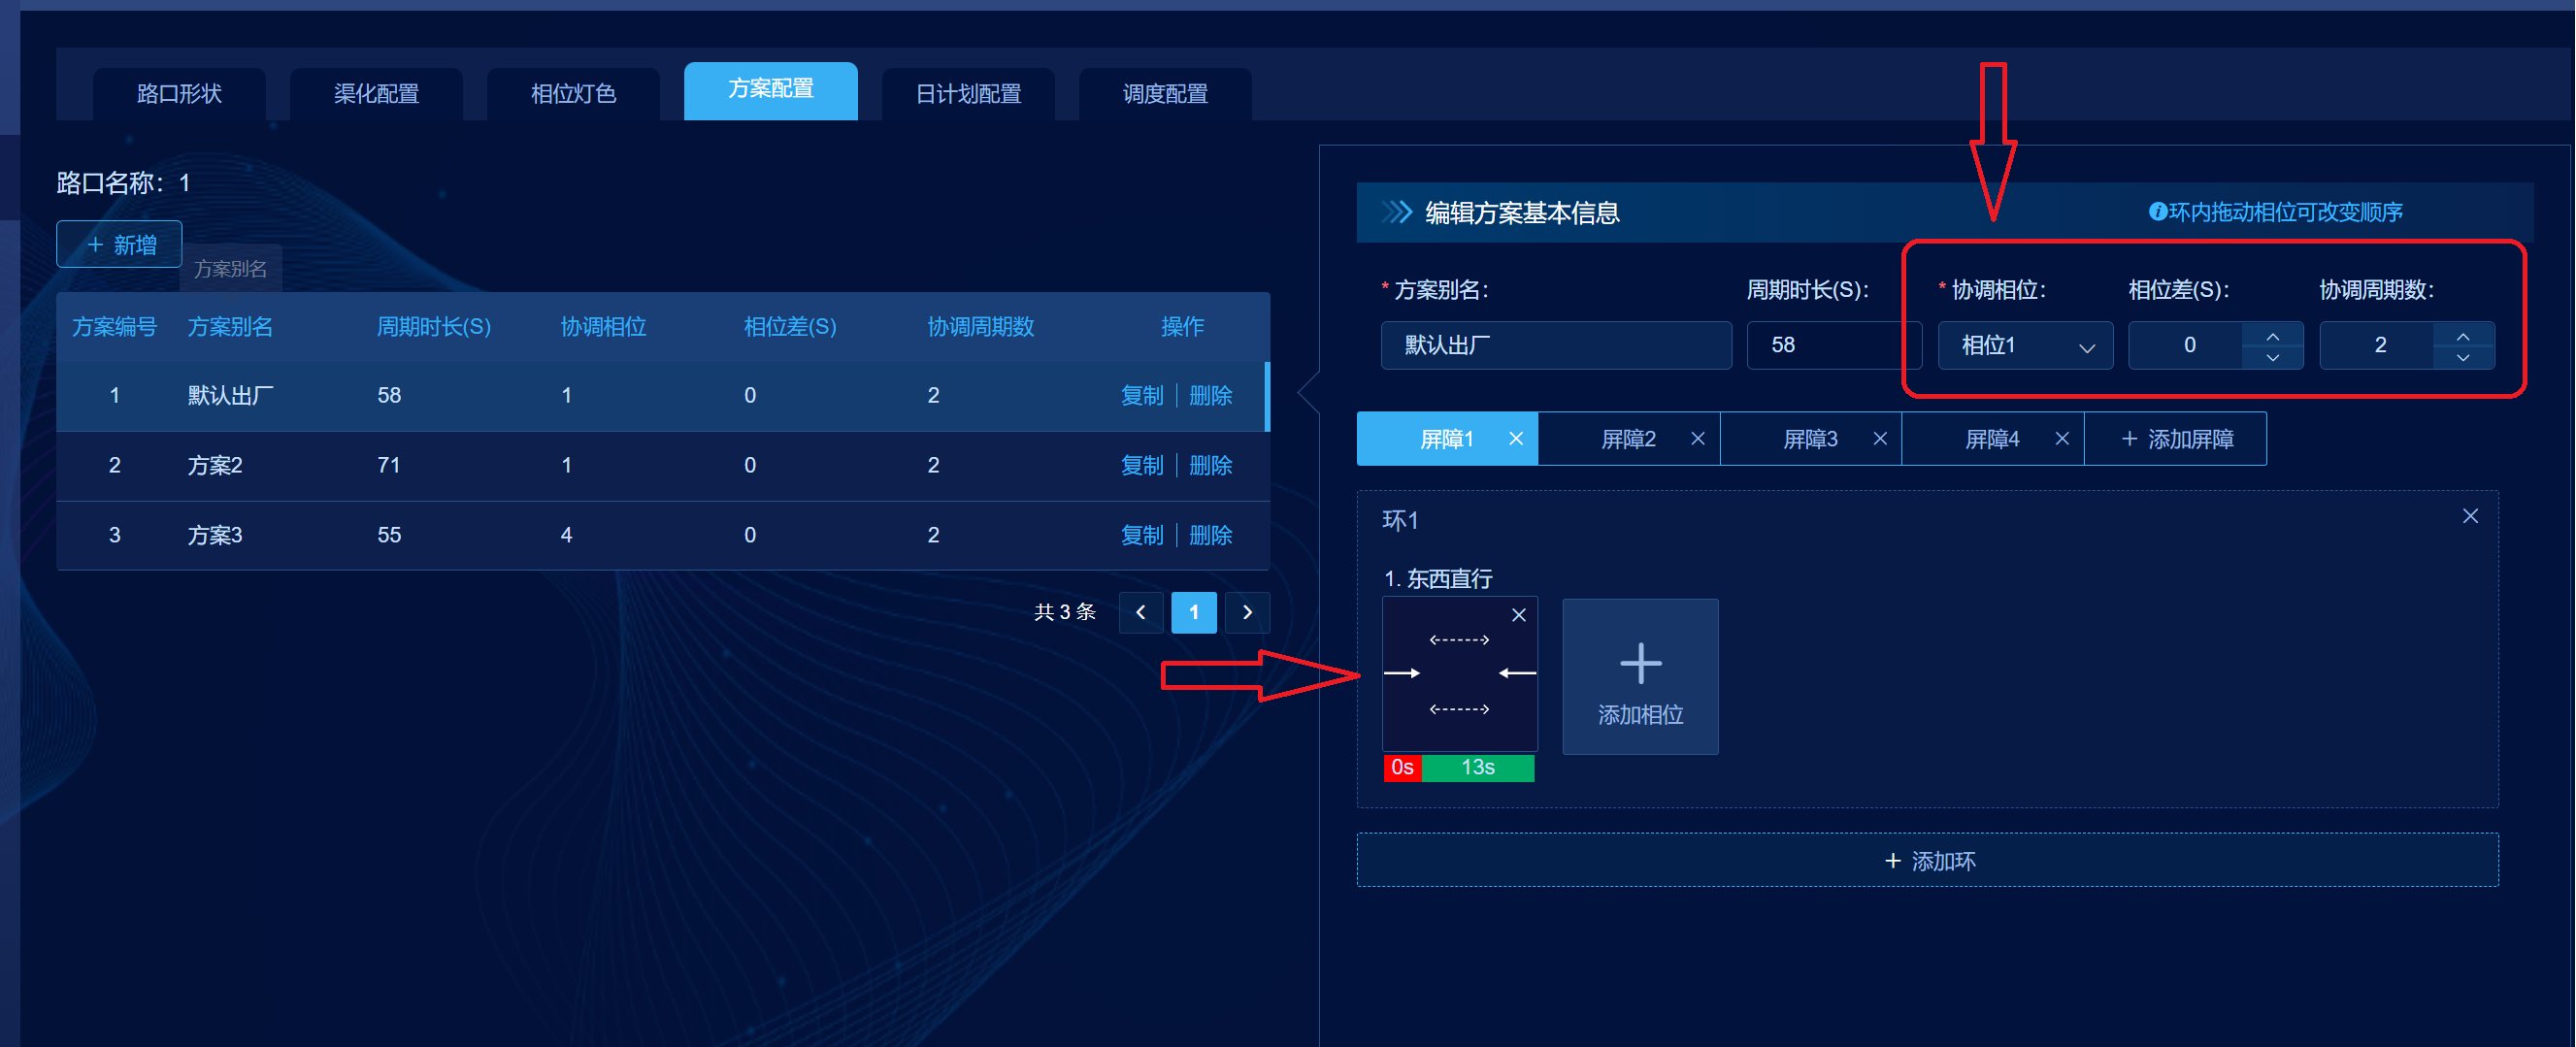 路口形状 渠化配置 相位灯色 方案配置 日计划配置 调度配置
路口名称：1
+ 新增
方案别名
方案编号 方案别名 周期时长(S) 协调相位 相位差(S) 协调周期数 操作
1 默认出厂 58 1 0 2 复制 | 删除
2 方案2 71 1 0 2 复制 | 删除
3 方案3 55 4 0 2 复制 | 删除
共 3 条 1
编辑方案基本信息 环内拖动相位可改变顺序
* 方案别名： 周期时长(S)： * 协调相位： 相位差(S)： 协调周期数：
默认出厂 58 相位1 0 2
屏障1 屏障2 屏障3 屏障4 + 添加屏障
环1
1. 东西直行
添加相位
0s 13s
+ 添加环